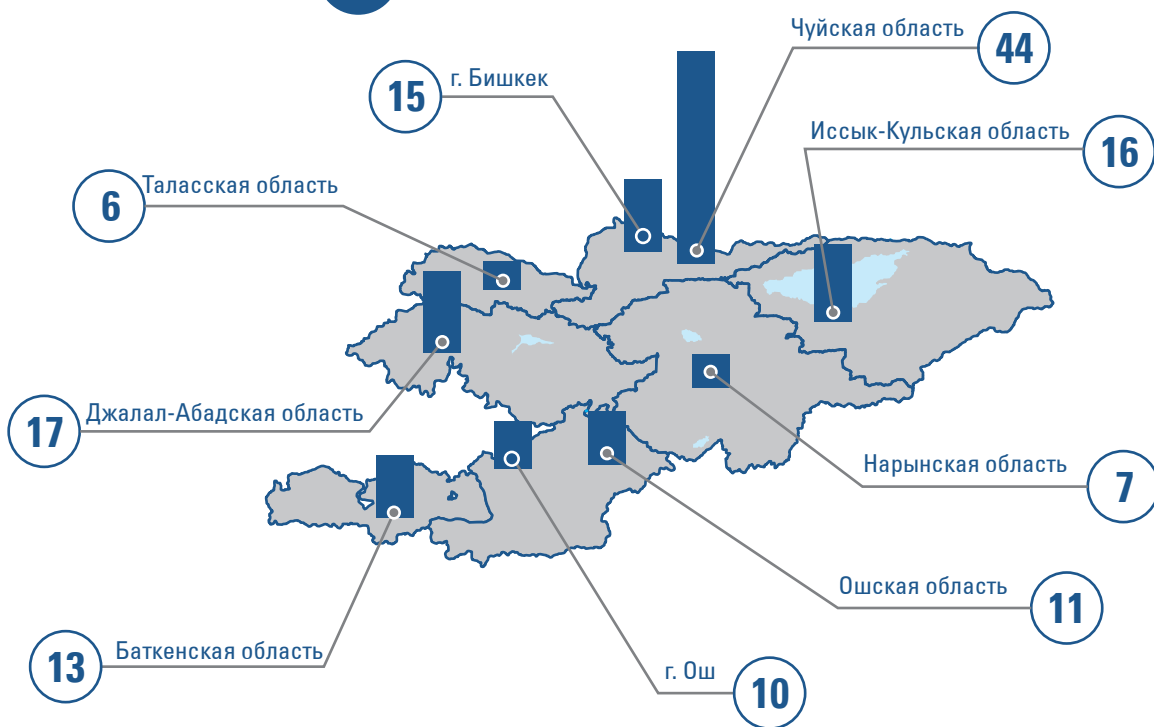 Чуйская область
44
г. Бишкек
15
Иссык-Кульская область
16
Таласская область
6
Джалал-Абадская область
17
Нарынская область
7
Ошская область
11
Баткенская область
13
г. Ош
10